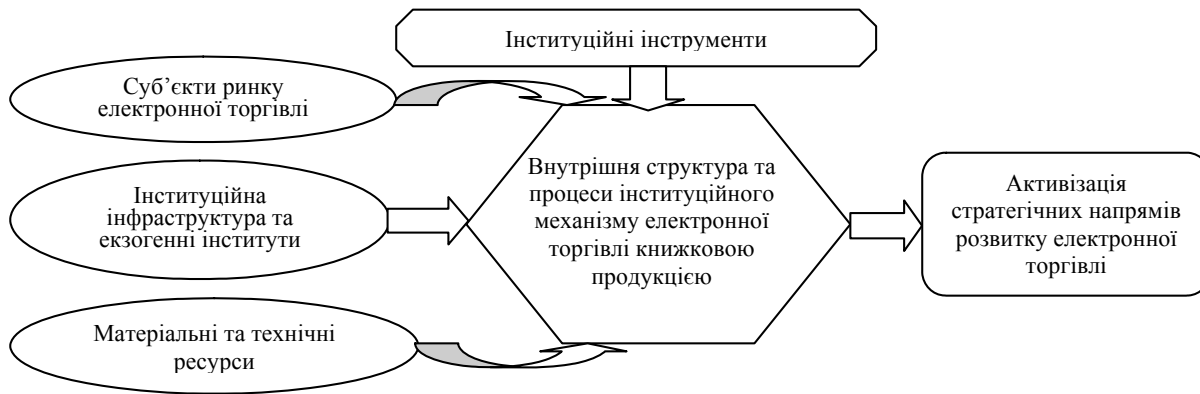 Інституційні інструменти
Суб’єкти ринку
електронної торгівлі
Інституційна
інфраструктура та
екзогенні інститути
Матеріальні та технічні
ресурси
Внутрішня структура та
процеси інституційного
механізму електронної
торгівлі книжковою
продукцією
Активізація
стратегічних напрямів
розвитку електронної
торгівлі